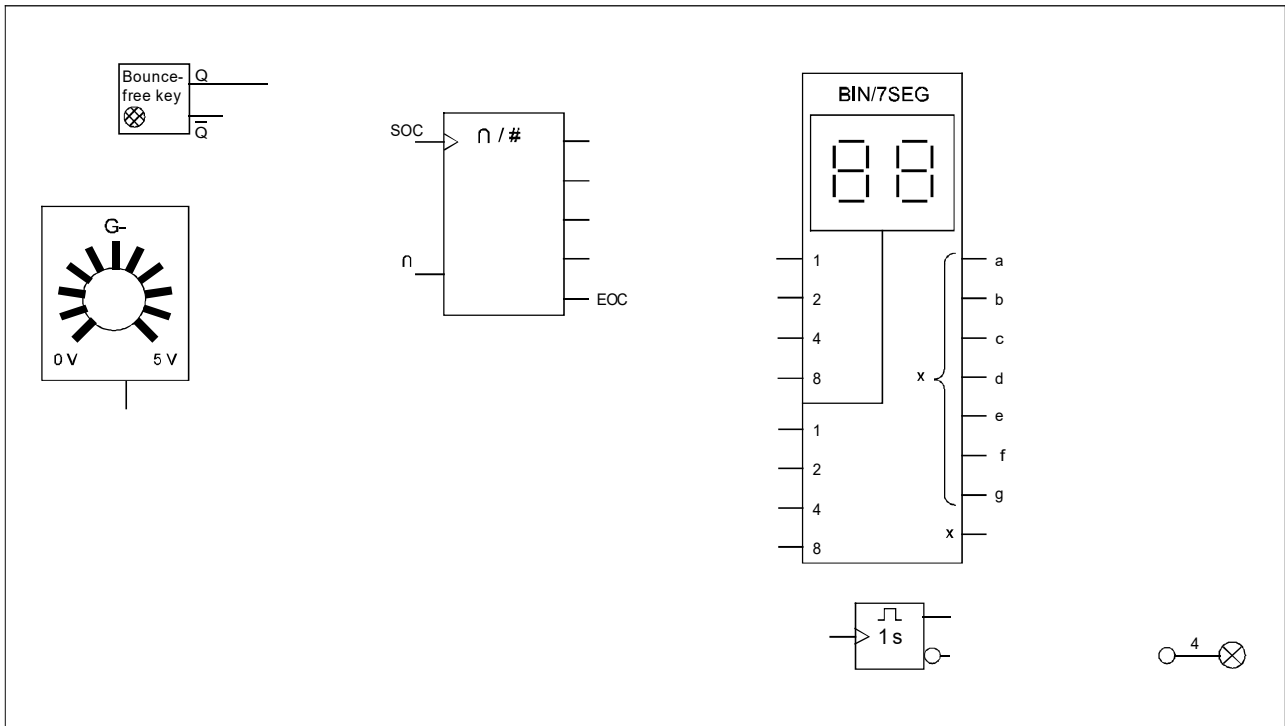 Bounce-
free key
Q
Q̅
G-
0 V
5 V
SOC
∩ / #
∩
EOC
BIN/7SEG
88
1
2
4
8
1
2
4
8
x
a
b
c
d
e
f
g
x
1 s
4